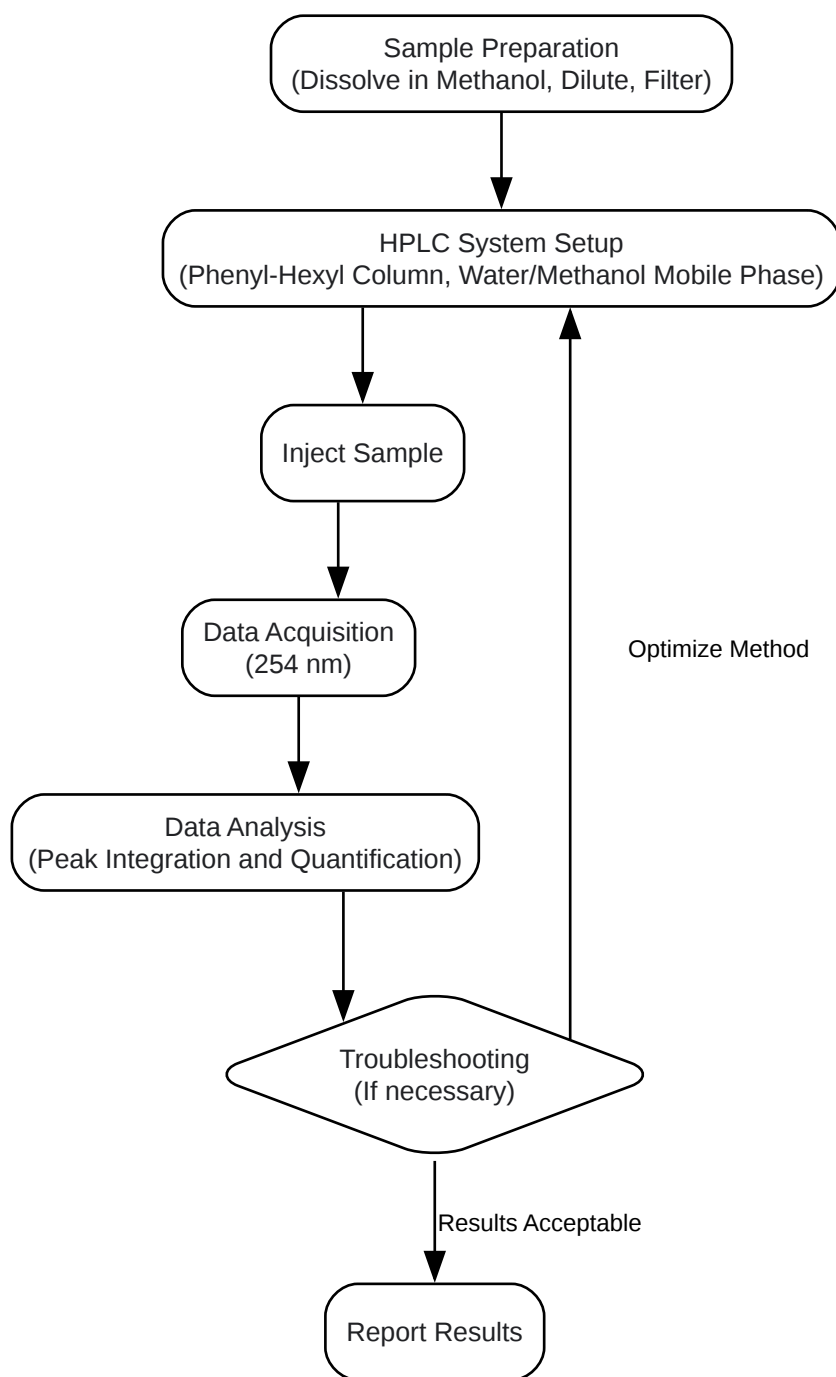 Sample Preparation
(Dissolve in Methanol, Dilute, Filter)
HPLC System Setup
(Phenyl-Hexyl Column, Water/Methanol Mobile Phase)
Inject Sample
Data Acquisition
(254 nm)
Optimize Method
Data Analysis
(Peak Integration and Quantification)
Troubleshooting
(If necessary)
Results Acceptable
Report Results